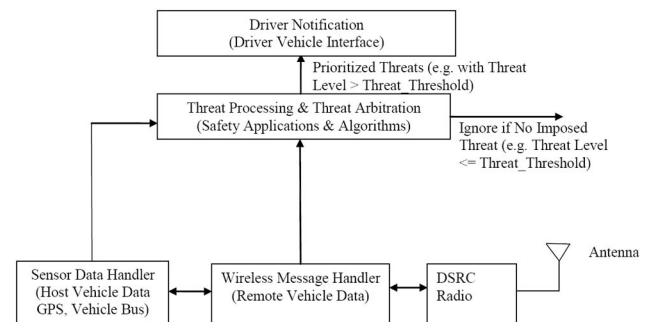 Driver Notification
(Driver Vehicle Interface)
Prioritized Threats (e.g. with Threat
Level > Threat_Threshold)
Threat Processing & Threat Arbitration
(Safety Applications & Algorithms)
Ignore if No Imposed
Threat (e.g. Threat Level
<= Threat_Threshold)
Antenna
Sensor Data Handler
(Host Vehicle Data
GPS, Vehicle Bus)
Wireless Message Handler
(Remote Vehicle Data)
DSRC
Radio